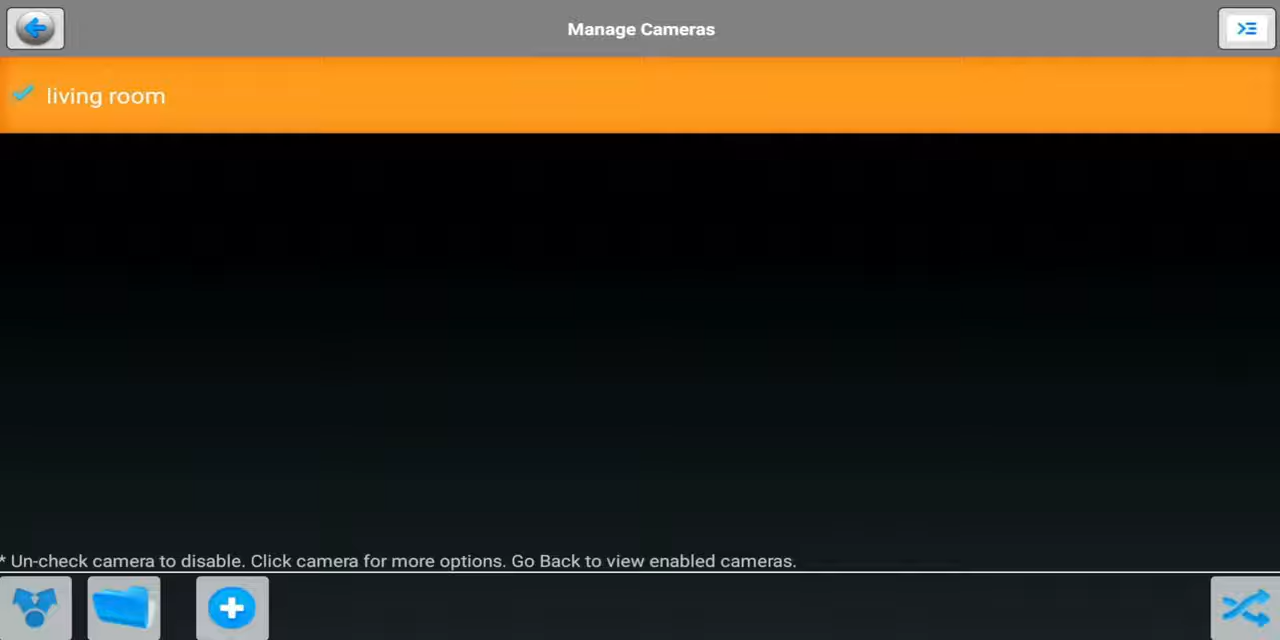 Manage Cameras
living room
* Un-check camera to disable. Click camera for more options. Go Back to view enabled cameras.